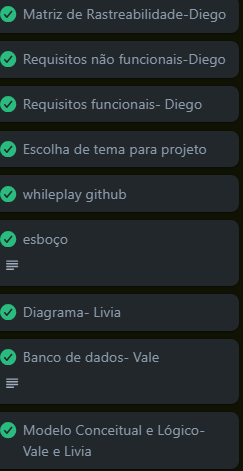 Matriz de Rastreabilidade-Diego
Requisitos não funcionais-Diego
Requisitos funcionais- Diego
Escolha de tema para projeto
whileplay github
esboço
Diagrama- Livia
Banco de dados- Vale
Modelo Conceitual e Lógico-
Vale e Livia